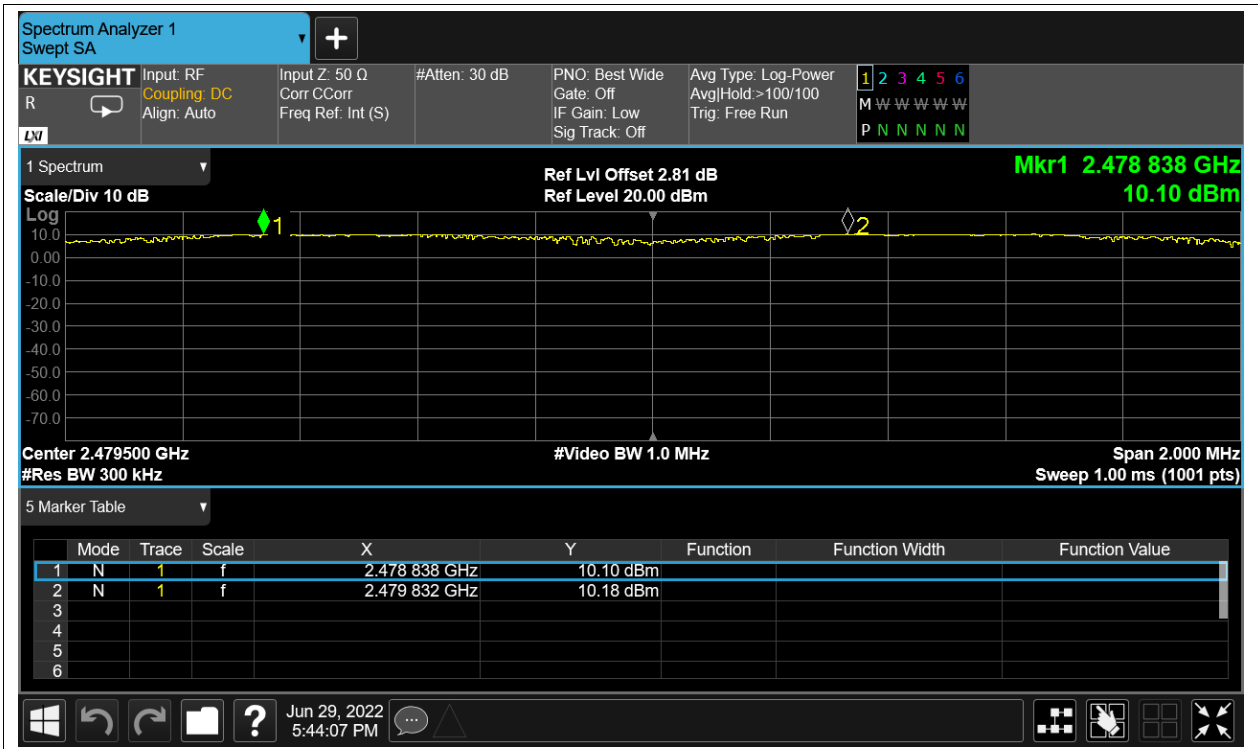 Spectrum Analyzer 1
Swept SA
KEYSIGHT
R
LXI
Input: RF
Coupling: DC
Align: Auto
Input Z: 50 Ω
Corr CCorr
Freq Ref: Int (S)
#Atten: 30 dB
PNO: Best Wide
Gate: Off
IF Gain: Low
Sig Track: Off
Avg Type: Log-Power
Avg|Hold:>100/100
Trig: Free Run
1 2 3 4 5 6
M W W W W W
P N N N N N
1 Spectrum
Scale/Div 10 dB
Ref Lvl Offset 2.81 dB
Ref Level 20.00 dBm
Mkr1 2.478 838 GHz
10.10 dBm
Log
1
2
10.0
0.00
-10.0
-20.0
-30.0
-40.0
-50.0
-60.0
-70.0
Center 2.479500 GHz
#Video BW 1.0 MHz
Span 2.000 MHz
#Res BW 300 kHz
Sweep 1.00 ms (1001 pts)
5 Marker Table
Mode Trace Scale X Y Function Function Width Function Value
1 N 1 f 2.478 838 GHz 10.10 dBm
2 N 1 f 2.479 832 GHz 10.18 dBm
3
4
5
6
?
Jun 29, 2022
5:44:07 PM